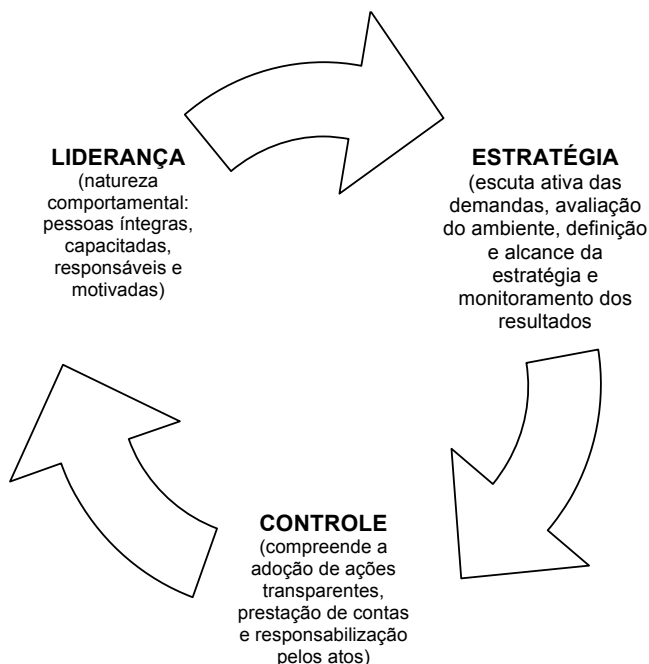 LIDERANÇA
(natureza
comportamental:
pessoas íntegras,
capacitadas,
responsáveis e
motivadas)
ESTRATÉGIA
(escuta ativa das
demandas, avaliação
do ambiente, definição
e alcance da
estratégia e
monitoramento dos
resultados
CONTROLE
(compreende a
adoção de ações
transparentes,
prestação de contas
e responsabilização
pelos atos)